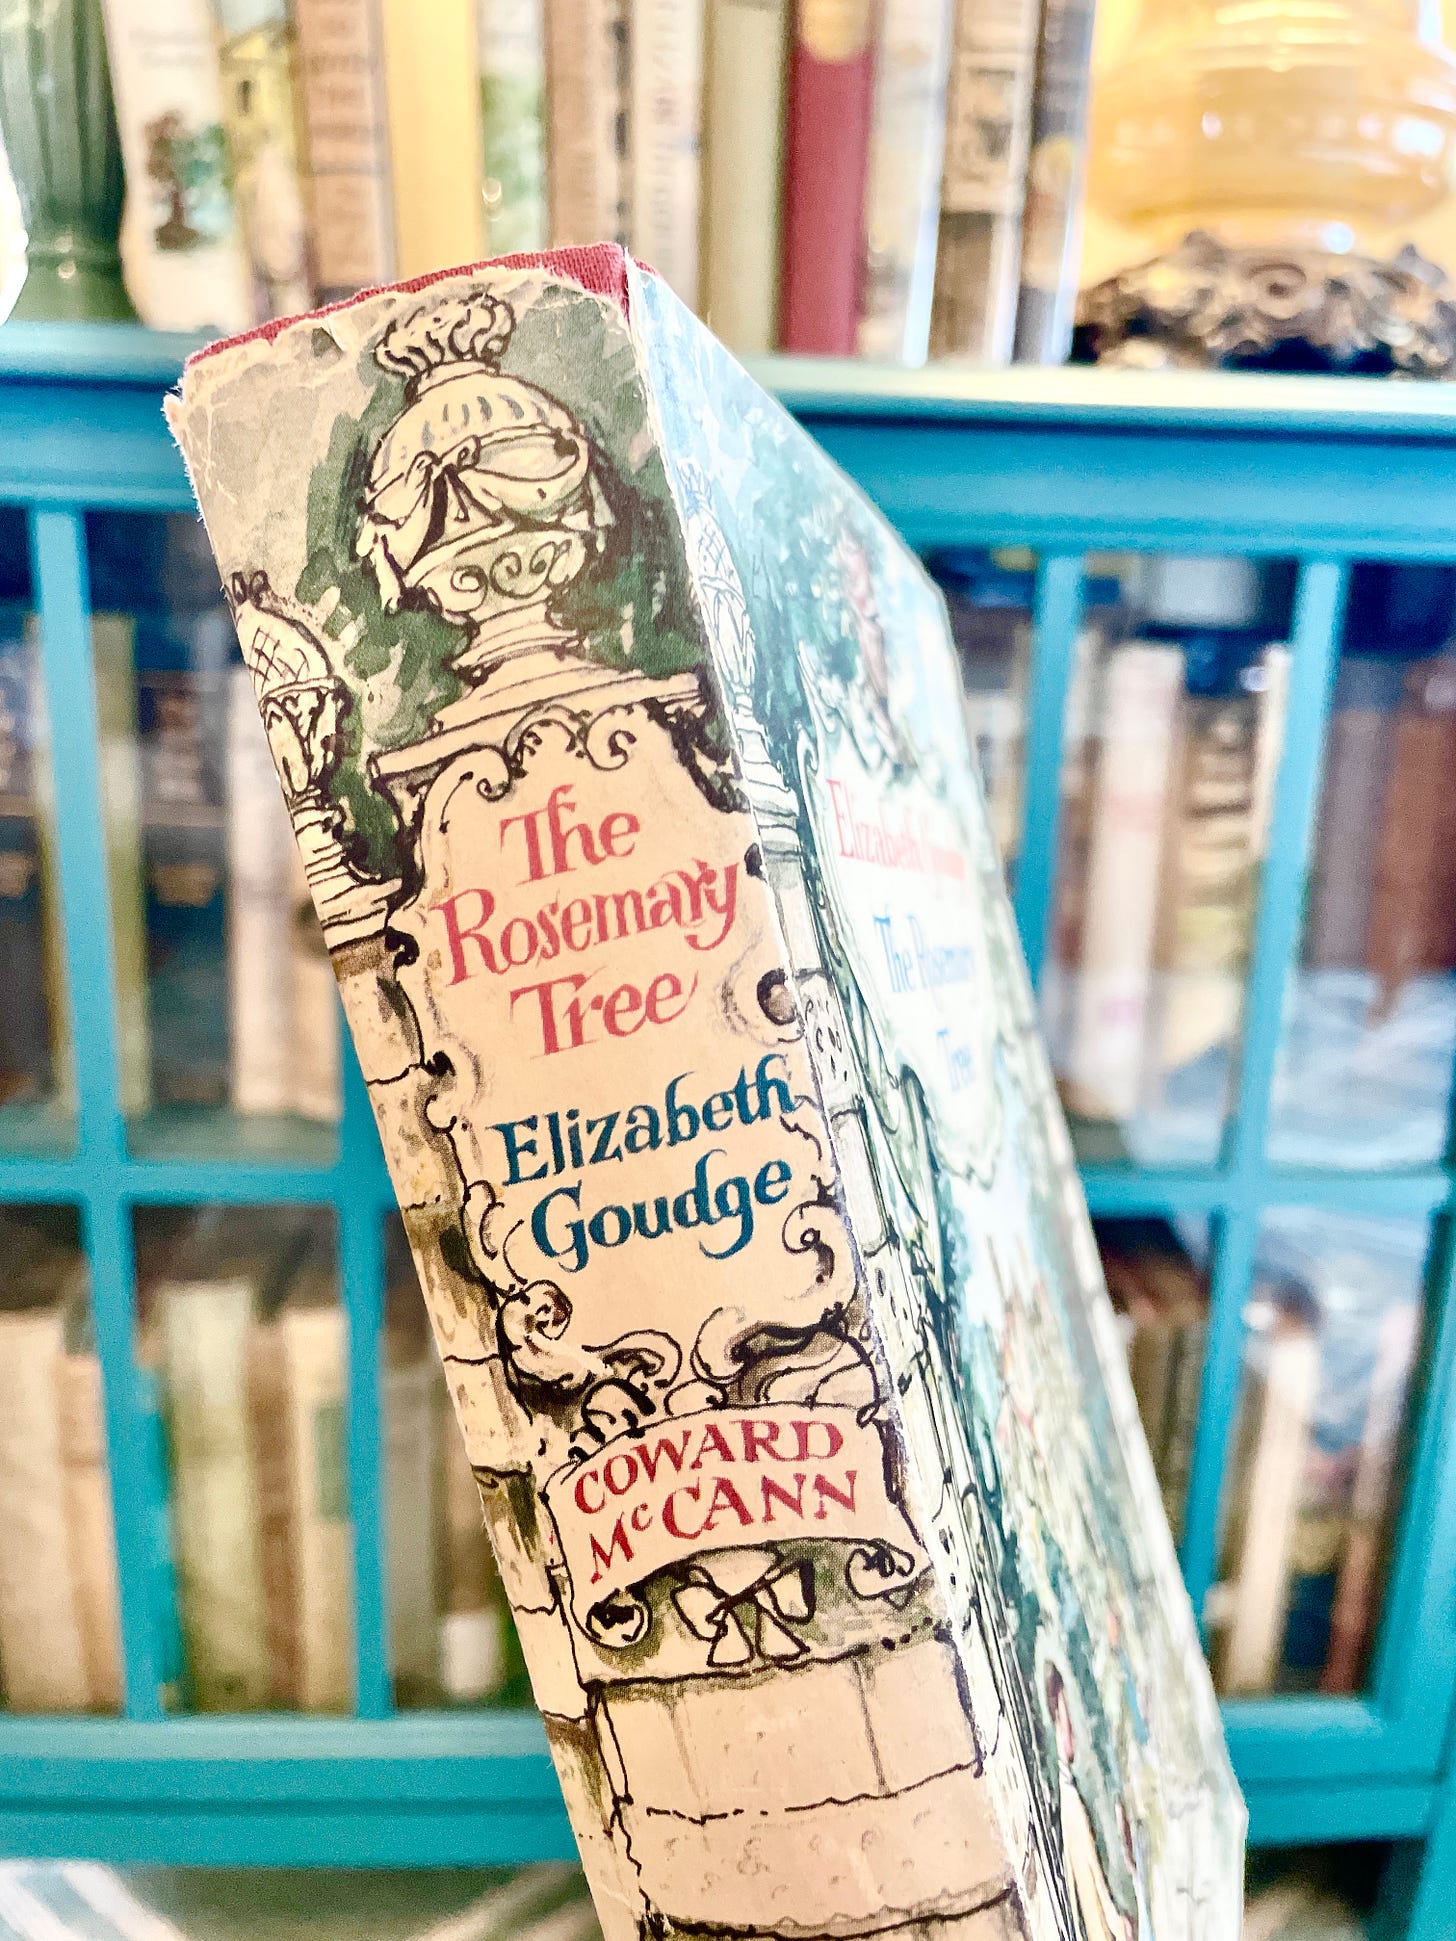 The
Rosemary
Tree
Elizabeth
Goudge
COWARD
McCANN
Elizabeth Goudge
The Rosemary
Tree